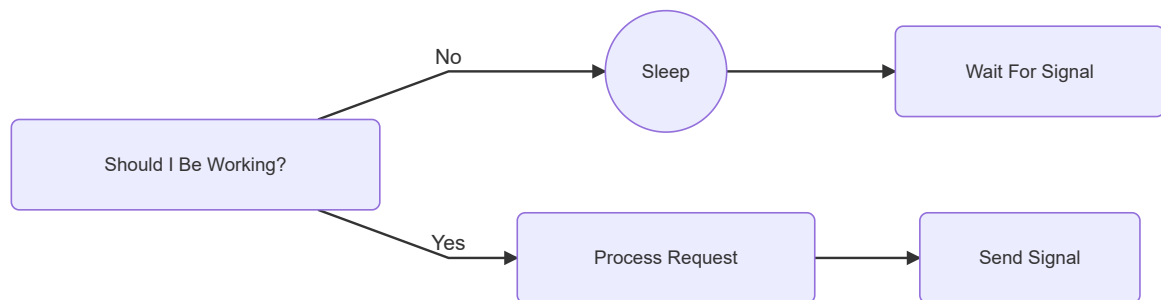 No
Sleep
Wait For Signal
Should I Be Working?
Yes
Process Request
Send Signal